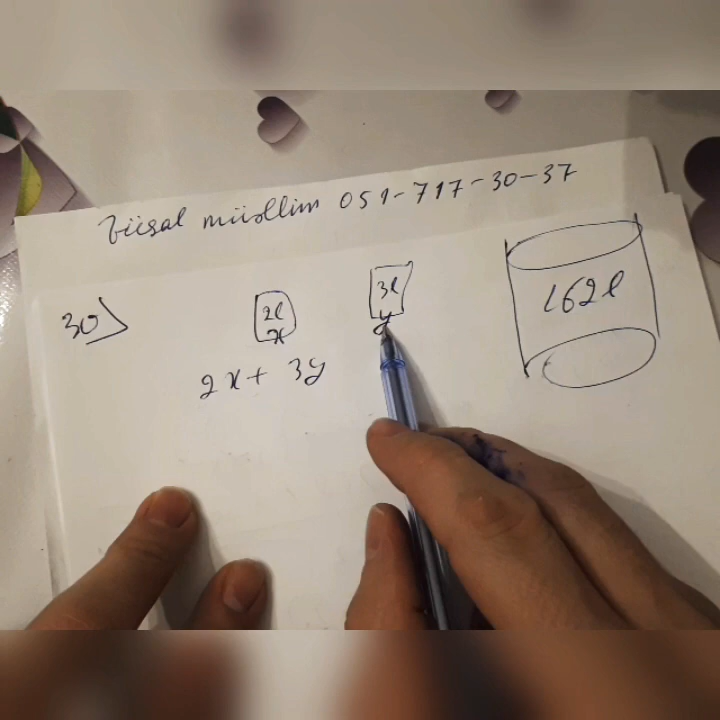 Vüsal müəllim 051-717-30-37
30)
2l
x
3l
y
162l
2x + 3y